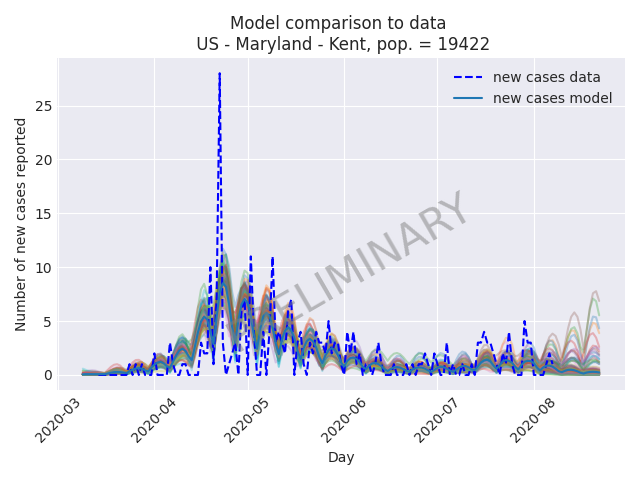 Model comparison to data
US - Maryland - Kent, pop. = 19422
new cases data
new cases model
Number of new cases reported
25
20
15
10
5
0
PRELIMINARY
2020-03
2020-04
2020-05
2020-06
2020-07
2020-08
Day